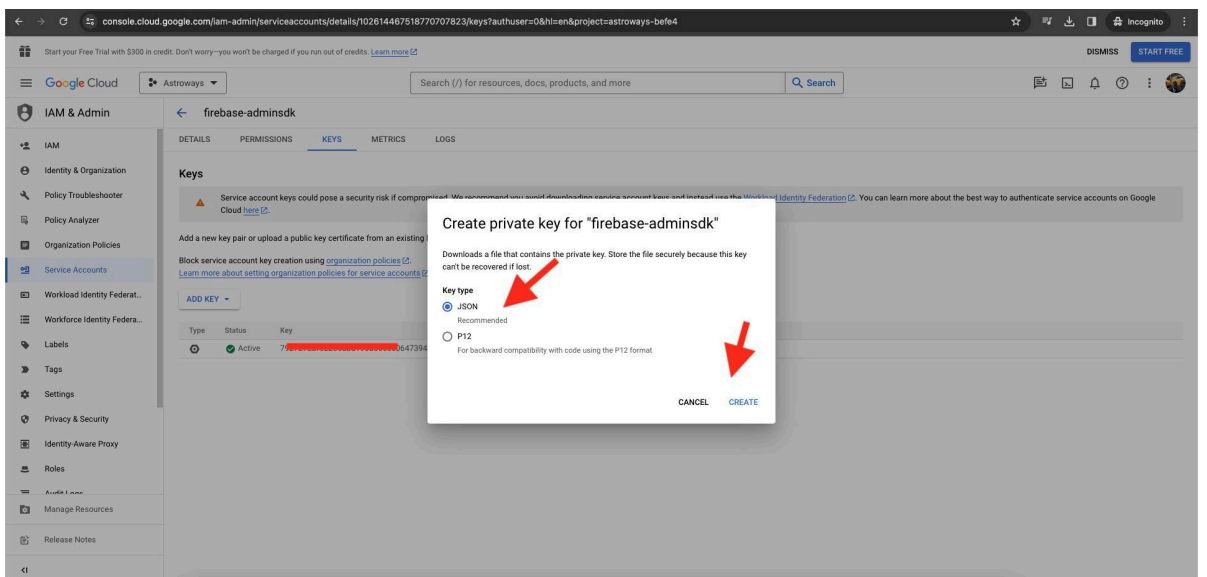 console.cloud.google.com/iam-admin/serviceaccounts/details/102614467518770707823/keys?authuser=0&hl=en&project=astroways-befe4
Incognito
Start your Free Trial with $300 in credit. Don't worry—you won't be charged if you run out of credits. Learn more
DISMISS
START FREE
Google Cloud
Astroways
Search (/) for resources, docs, products, and more
Search
IAM & Admin
firebase-adminsdk
DETAILS PERMISSIONS KEYS METRICS LOGS
IAM
Identity & Organization
Policy Troubleshooter
Policy Analyzer
Organization Policies
Service Accounts
Workload Identity Federat...
Workforce Identity Federa...
Labels
Tags
Settings
Privacy & Security
Identity-Aware Proxy
Roles
Audit Logs
Manage Resources
Release Notes
Keys
Service account keys could pose a security risk if compromised. We recommend you avoid downloading service account keys and instead use the Workload Identity Federation. You can learn more about the best way to authenticate service accounts on Google
Cloud here.
Add a new key pair or upload a public key certificate from an existing
Block service account key creation using organization policies.
Learn more about setting organization policies for service accounts
ADD KEY
Type Status Key
Active
Create private key for "firebase-adminsdk"
Downloads a file that contains the private key. Store the file securely because this key
can't be recovered if lost.
Key type
JSON
Recommended
P12
For backward compatibility with code using the P12 format
CANCEL CREATE